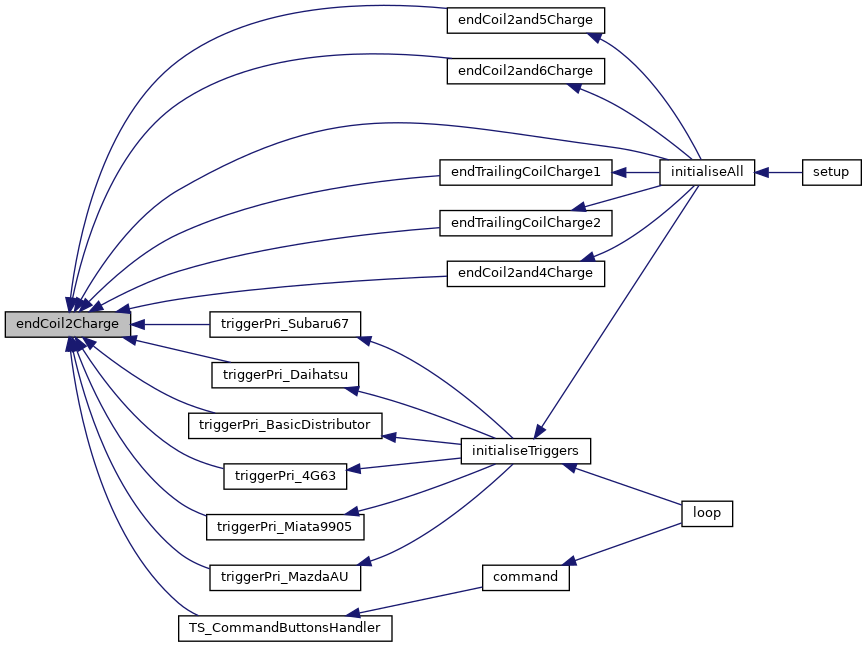 endCoil2and5Charge
endCoil2and6Charge
endTrailingCoilCharge1
initialiseAll
setup
endTrailingCoilCharge2
endCoil2and4Charge
endCoil2Charge
triggerPri_Subaru67
triggerPri_Daihatsu
triggerPri_BasicDistributor
initialiseTriggers
triggerPri_4G63
loop
triggerPri_Miata9905
triggerPri_MazdaAU
command
TS_CommandButtonsHandler